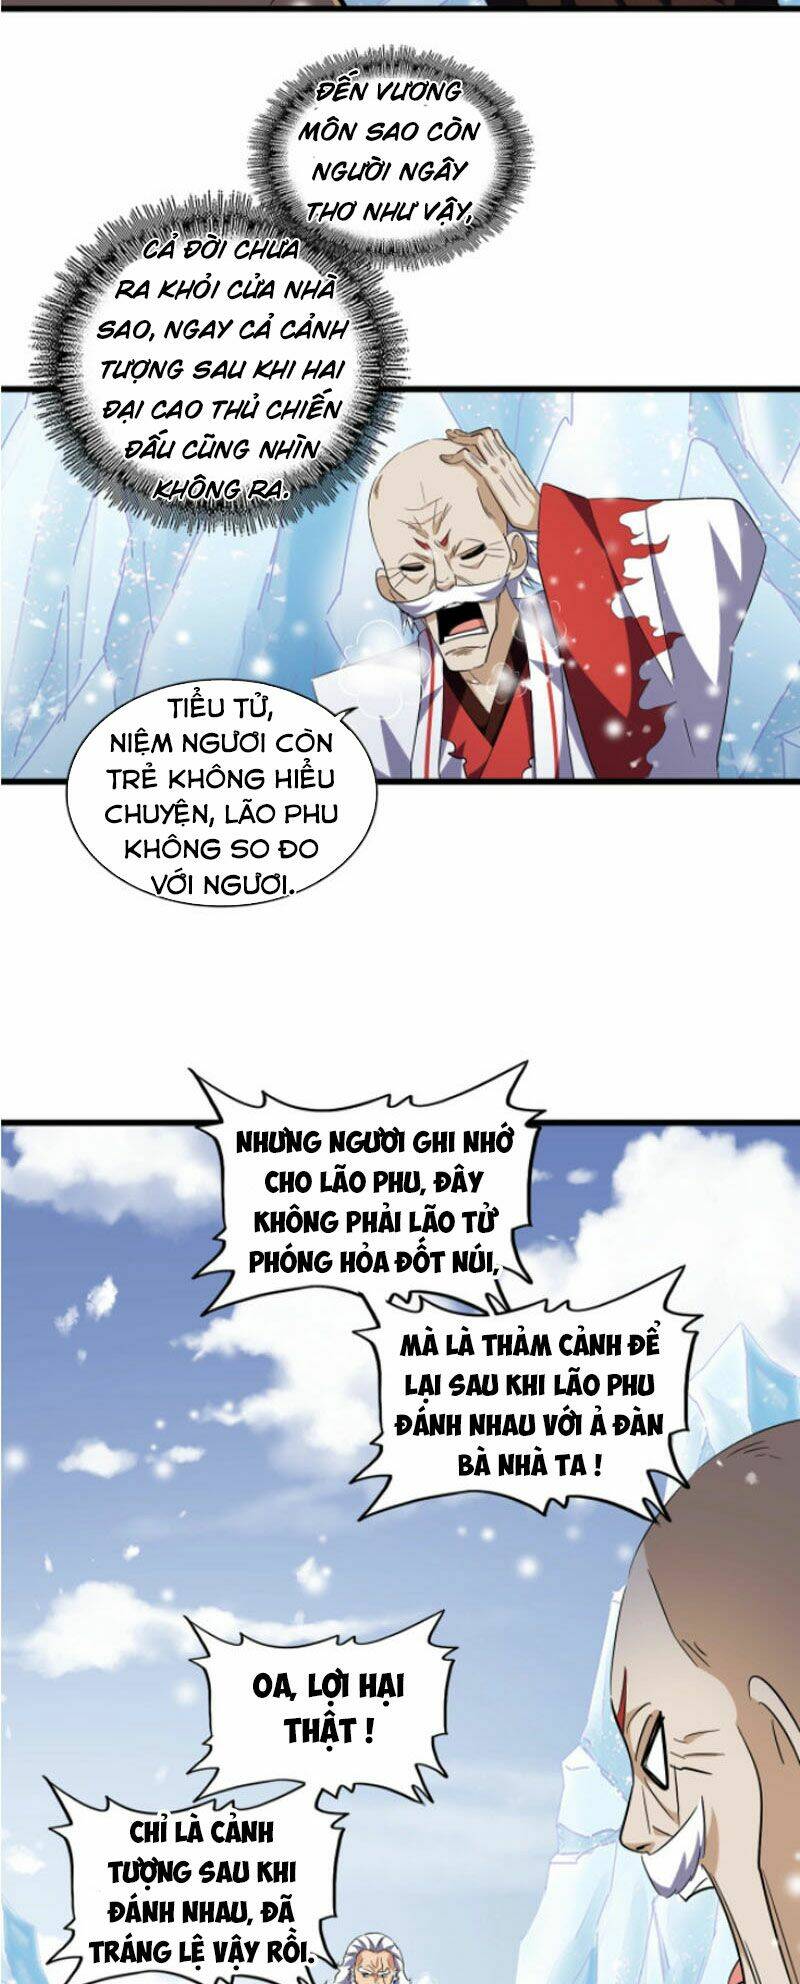 ĐẾN VƯƠNG
MÔN SAO CÒN
NGƯỜI NGÂY
THƠ NHƯ VẬY,
CẢ ĐỜI CHƯA
RA KHỎI CỬA NHÀ
SAO, NGAY CẢ CẢNH
TƯỢNG SAU KHI HAI
ĐẠI CAO THỦ CHIẾN
ĐẤU CŨNG NHÌN
KHÔNG RA.
TIỂU TỬ,
NIỆM NGƯƠI CÒN
TRẺ KHÔNG HIỂU
CHUYỆN, LÃO PHU
KHÔNG SO ĐO
VỚI NGƯƠI.
NHƯNG NGƯƠI GHI NHỚ
CHO LÃO PHU, ĐÂY
KHÔNG PHẢI LÃO TỬ
PHÓNG HỎA ĐỐT NÚI,
MÀ LÀ THẢM CẢNH ĐỂ
LẠI SAU KHI LÃO PHU
ĐÁNH NHAU VỚI Ả ĐÀN
BÀ NHÀ TA !
OA, LỢI HẠI
THẬT !
CHỈ LÀ CẢNH
TƯỢNG SAU KHI
ĐÁNH NHAU, ĐÃ
TRÁNG LỆ VẬY RỒI.